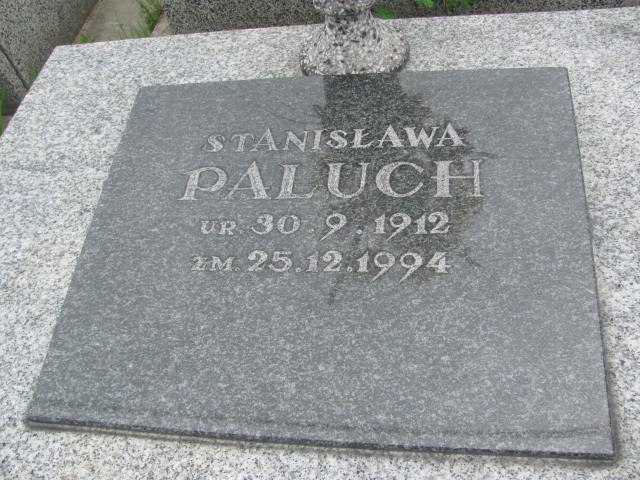 STANISŁAWA
PALUCH
UR. 30.9.1912
ZM. 25.12.1994